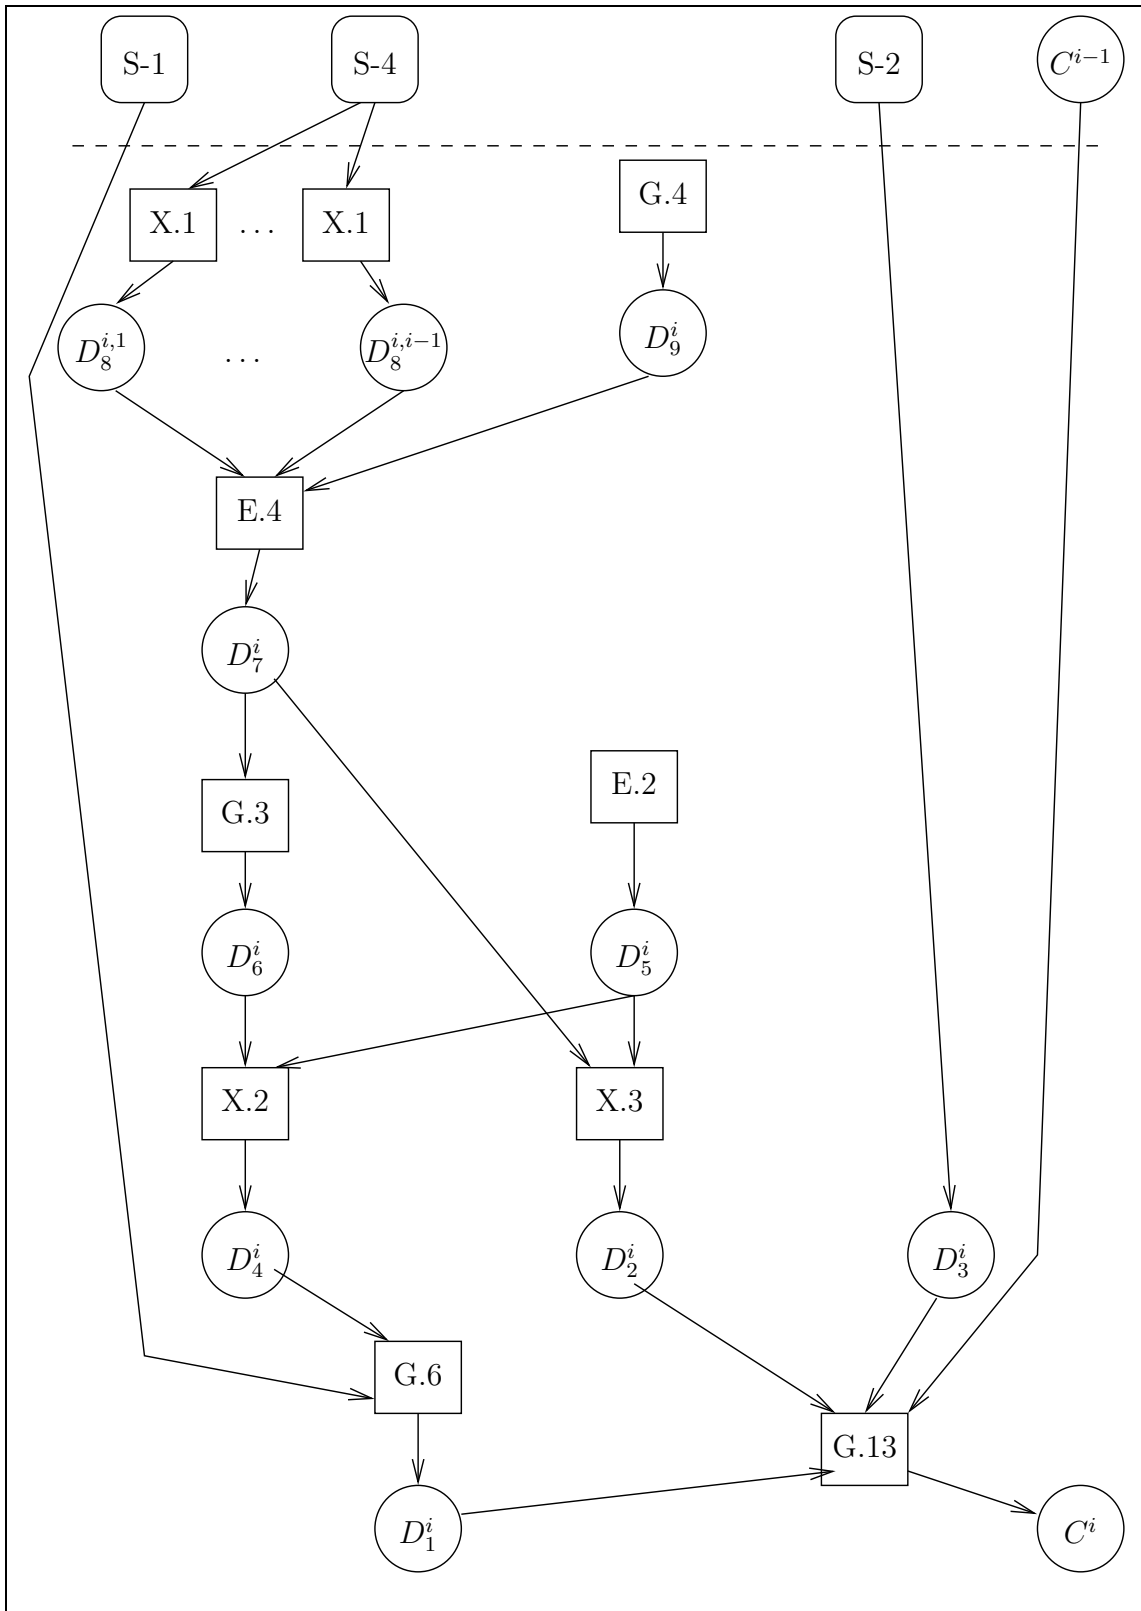 S-1
S-4
S-2
$C^{i-1}$
X.1
...
X.1
G.4
$D_8^{i,1}$
...
$D_8^{i,i-1}$
$D_9^i$
E.4
$D_7^i$
G.3
E.2
$D_6^i$
$D_5^i$
X.2
X.3
$D_4^i$
$D_2^i$
$D_3^i$
G.6
G.13
$D_1^i$
$C^i$